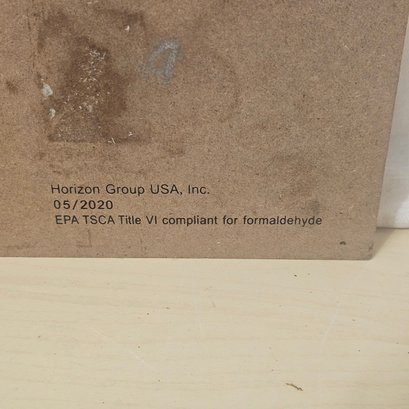 Horizon Group USA, Inc.
05/2020
EPA TSCA Title VI compliant for formaldehyde